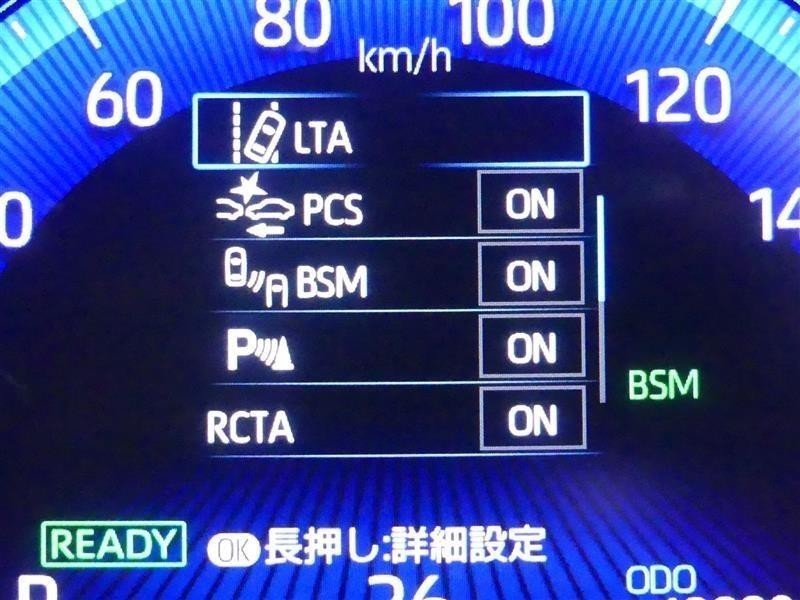 80 100
km/h
60 120
LTA
PCS ON
BSM ON
P ON
BSM
RCTA ON
READY OK 長押し:詳細設定
ODO